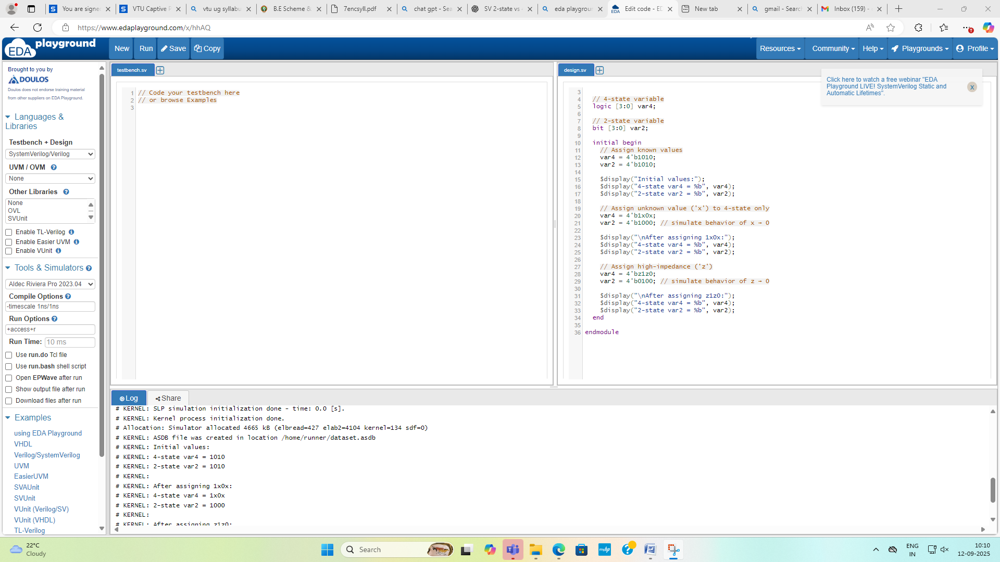 You are signe
VTU Captive P
vtu ug syllabu
B.E Scheme &
7encsyll.pdf
chat gpt - Sea
SV 2-state vs
eda playgroun
Edit code - ED
New tab
gmail - Search
Inbox (159) -
https://www.edaplayground.com/x/hhAQ
EDA playground
New
Run
Save
Copy
Resources
Community
Help
Playgrounds
Profile
Brought to you by
DOULOS
Doulos does not endorse training material
from other suppliers on EDA Playground.
Languages &
Libraries
Testbench + Design
SystemVerilog/Verilog
UVM / OVM
None
Other Libraries
None
OVL
SVUnit
Enable TL-Verilog
Enable Easier UVM
Enable VUnit
Tools & Simulators
Aldec Riviera Pro 2023.04
Compile Options
-timescale 1ns/1ns
Run Options
+access+r
Run Time: 10 ms
Use run.do Tcl file
Use run.bash shell script
Open EPWave after run
Show output file after run
Download files after run
Examples
using EDA Playground
VHDL
Verilog/SystemVerilog
UVM
EasierUVM
SVAUnit
SVUnit
VUnit (Verilog/SV)
VUnit (VHDL)
TL-Verilog
testbench.sv
1 // Code your testbench here
2 // or browse Examples
3
design.sv
Click here to watch a free webinar "EDA
Playground LIVE! SystemVerilog Static and
Automatic Lifetimes".
x
3
4 // 4-state variable
5 logic [3:0] var4;
6
7 // 2-state variable
8 bit [3:0] var2;
9
10 initial begin
11 // Assign known values
12 var4 = 4'b1010;
13 var2 = 4'b1010;
14
15 $display("Initial values:");
16 $display("4-state var4 = %b", var4);
17 $display("2-state var2 = %b", var2);
18
19 // Assign unknown value ('x') to 4-state only
20 var4 = 4'b1x0x;
21 var2 = 4'b1000; // simulate behavior of x → 0
22
23 $display("\nAfter assigning 1x0x:");
24 $display("4-state var4 = %b", var4);
25 $display("2-state var2 = %b", var2);
26
27 // Assign high-impedance ('z')
28 var4 = 4'bz1z0;
29 var2 = 4'b0100; // simulate behavior of z → 0
30
31 $display("\nAfter assigning z1z0:");
32 $display("4-state var4 = %b", var4);
33 $display("2-state var2 = %b", var2);
34 end
35
36 endmodule
Log
Share
# KERNEL: SLP simulation initialization done - time: 0.0 [s].
# KERNEL: Kernel process initialization done.
# Allocation: Simulator allocated 4665 kB (elbread=427 elab2=4104 kernel=134 sdf=0)
# KERNEL: ASDB file was created in location /home/runner/dataset.asdb
# KERNEL: Initial values:
# KERNEL: 4-state var4 = 1010
# KERNEL: 2-state var2 = 1010
# KERNEL:
# KERNEL: After assigning 1x0x:
# KERNEL: 4-state var4 = 1x0x
# KERNEL: 2-state var2 = 1000
# KERNEL:
# KERNEL: After assigning z1z0:
22°C
Cloudy
Search
myhp
ENG
IN
10:10
12-09-2025